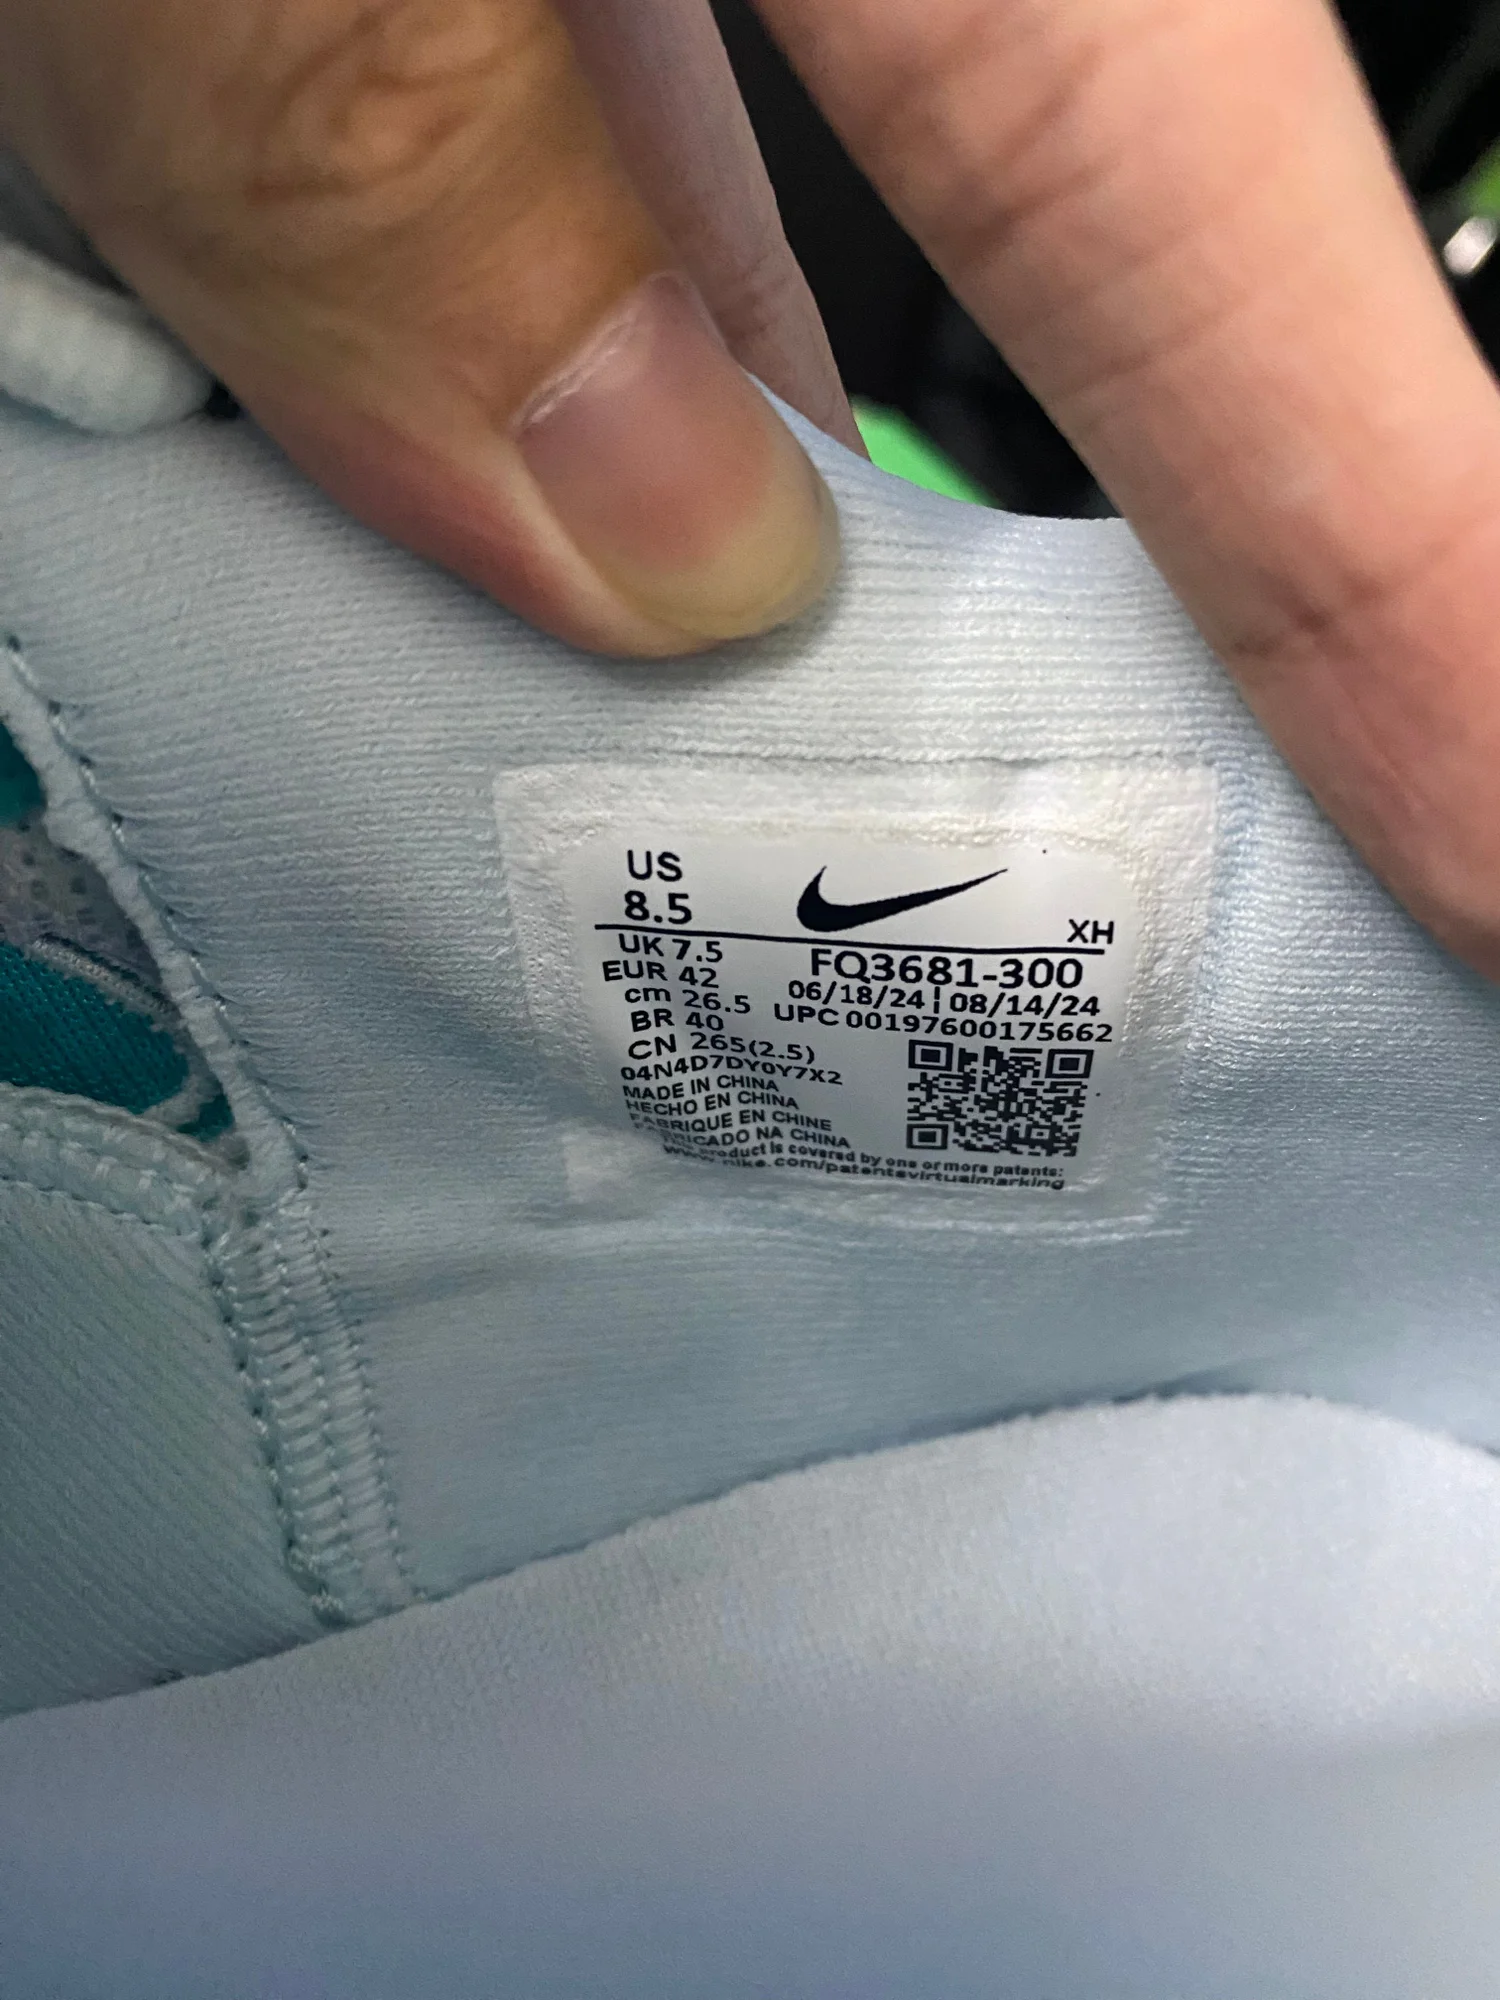 US
8.5
XH
UK 7.5
EUR 42
cm 26.5
BR 40
CN 265(2.5)
04N4D7DY0Y7X2
MADE IN CHINA
HECHO EN CHINA
FABRIQUE EN CHINE
FABRICADO NA CHINA
FQ3681-300
06/18/24 ¦ 08/14/24
UPC 00197600175662
product is covered by one or more patents:
www.nike.com/patentsvirtualmarking